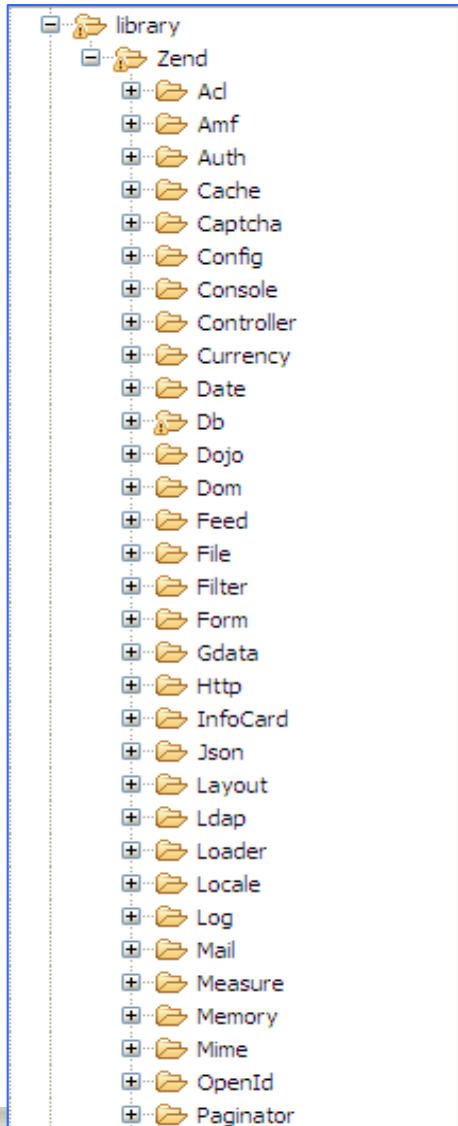 library
Zend
Acl
Amf
Auth
Cache
Captcha
Config
Console
Controller
Currency
Date
Db
Dojo
Dom
Feed
File
Filter
Form
Gdata
Http
InfoCard
Json
Layout
Ldap
Loader
Locale
Log
Mail
Measure
Memory
Mime
OpenId
Paginator